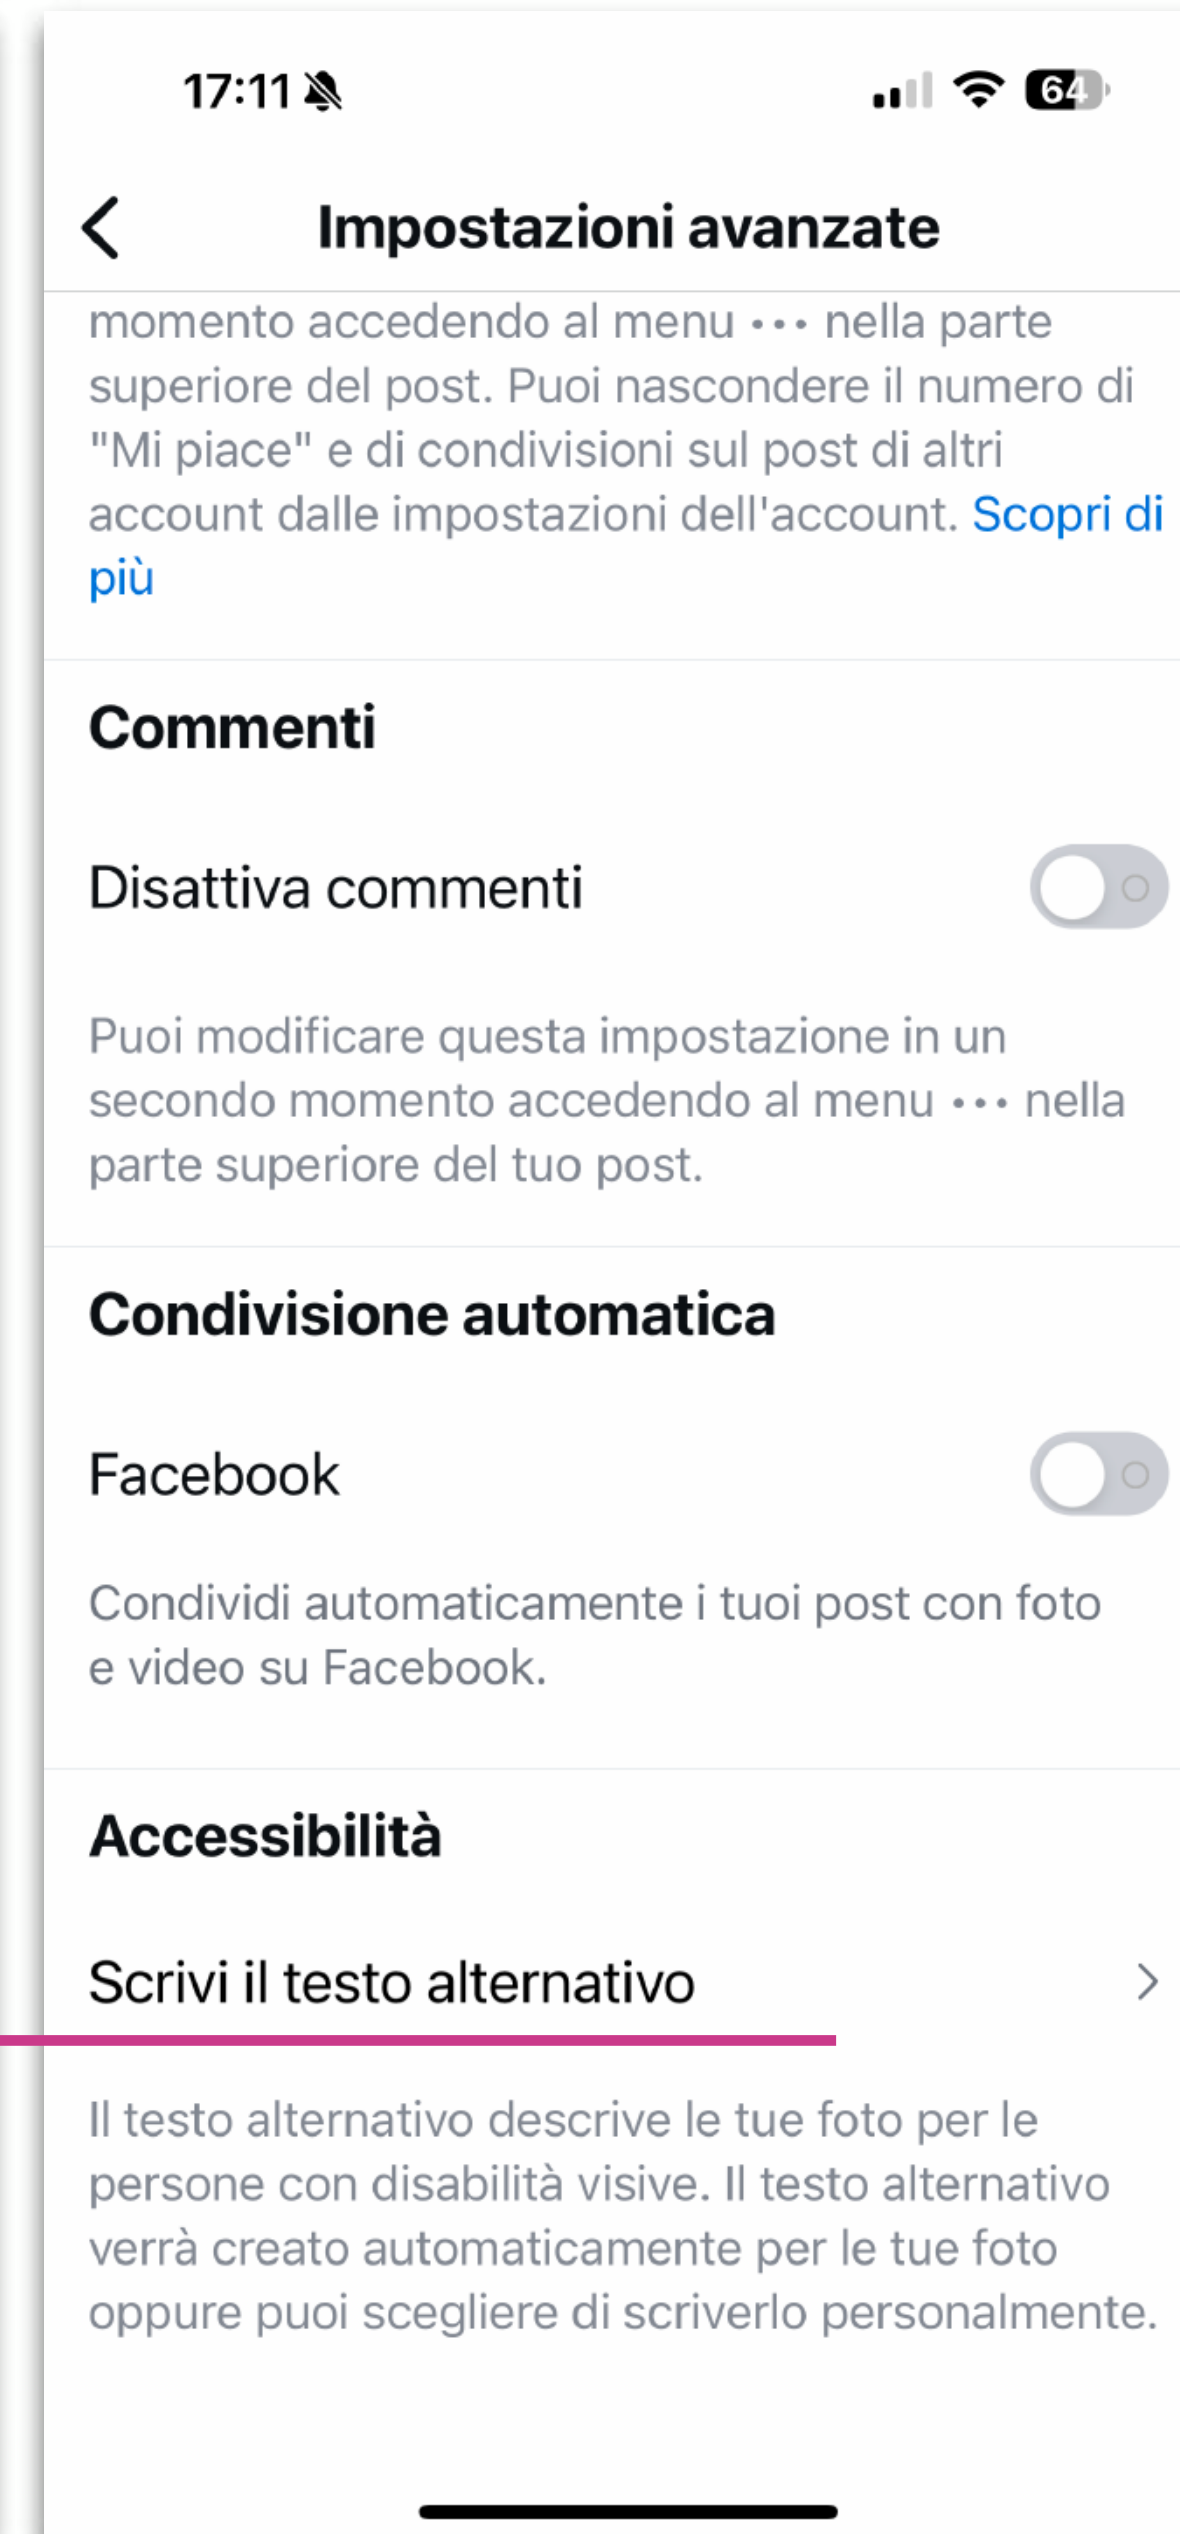 17:11
64
Impostazioni avanzate
momento accedendo al menu ••• nella parte
superiore del post. Puoi nascondere il numero di
"Mi piace" e di condivisioni sul post di altri
account dalle impostazioni dell'account. Scopri di
più
Commenti
Disattiva commenti
Puoi modificare questa impostazione in un
secondo momento accedendo al menu ••• nella
parte superiore del tuo post.
Condivisione automatica
Facebook
Condividi automaticamente i tuoi post con foto
e video su Facebook.
Accessibilità
Scrivi il testo alternativo
Il testo alternativo descrive le tue foto per le
persone con disabilità visive. Il testo alternativo
verrà creato automaticamente per le tue foto
oppure puoi scegliere di scriverlo personalmente.